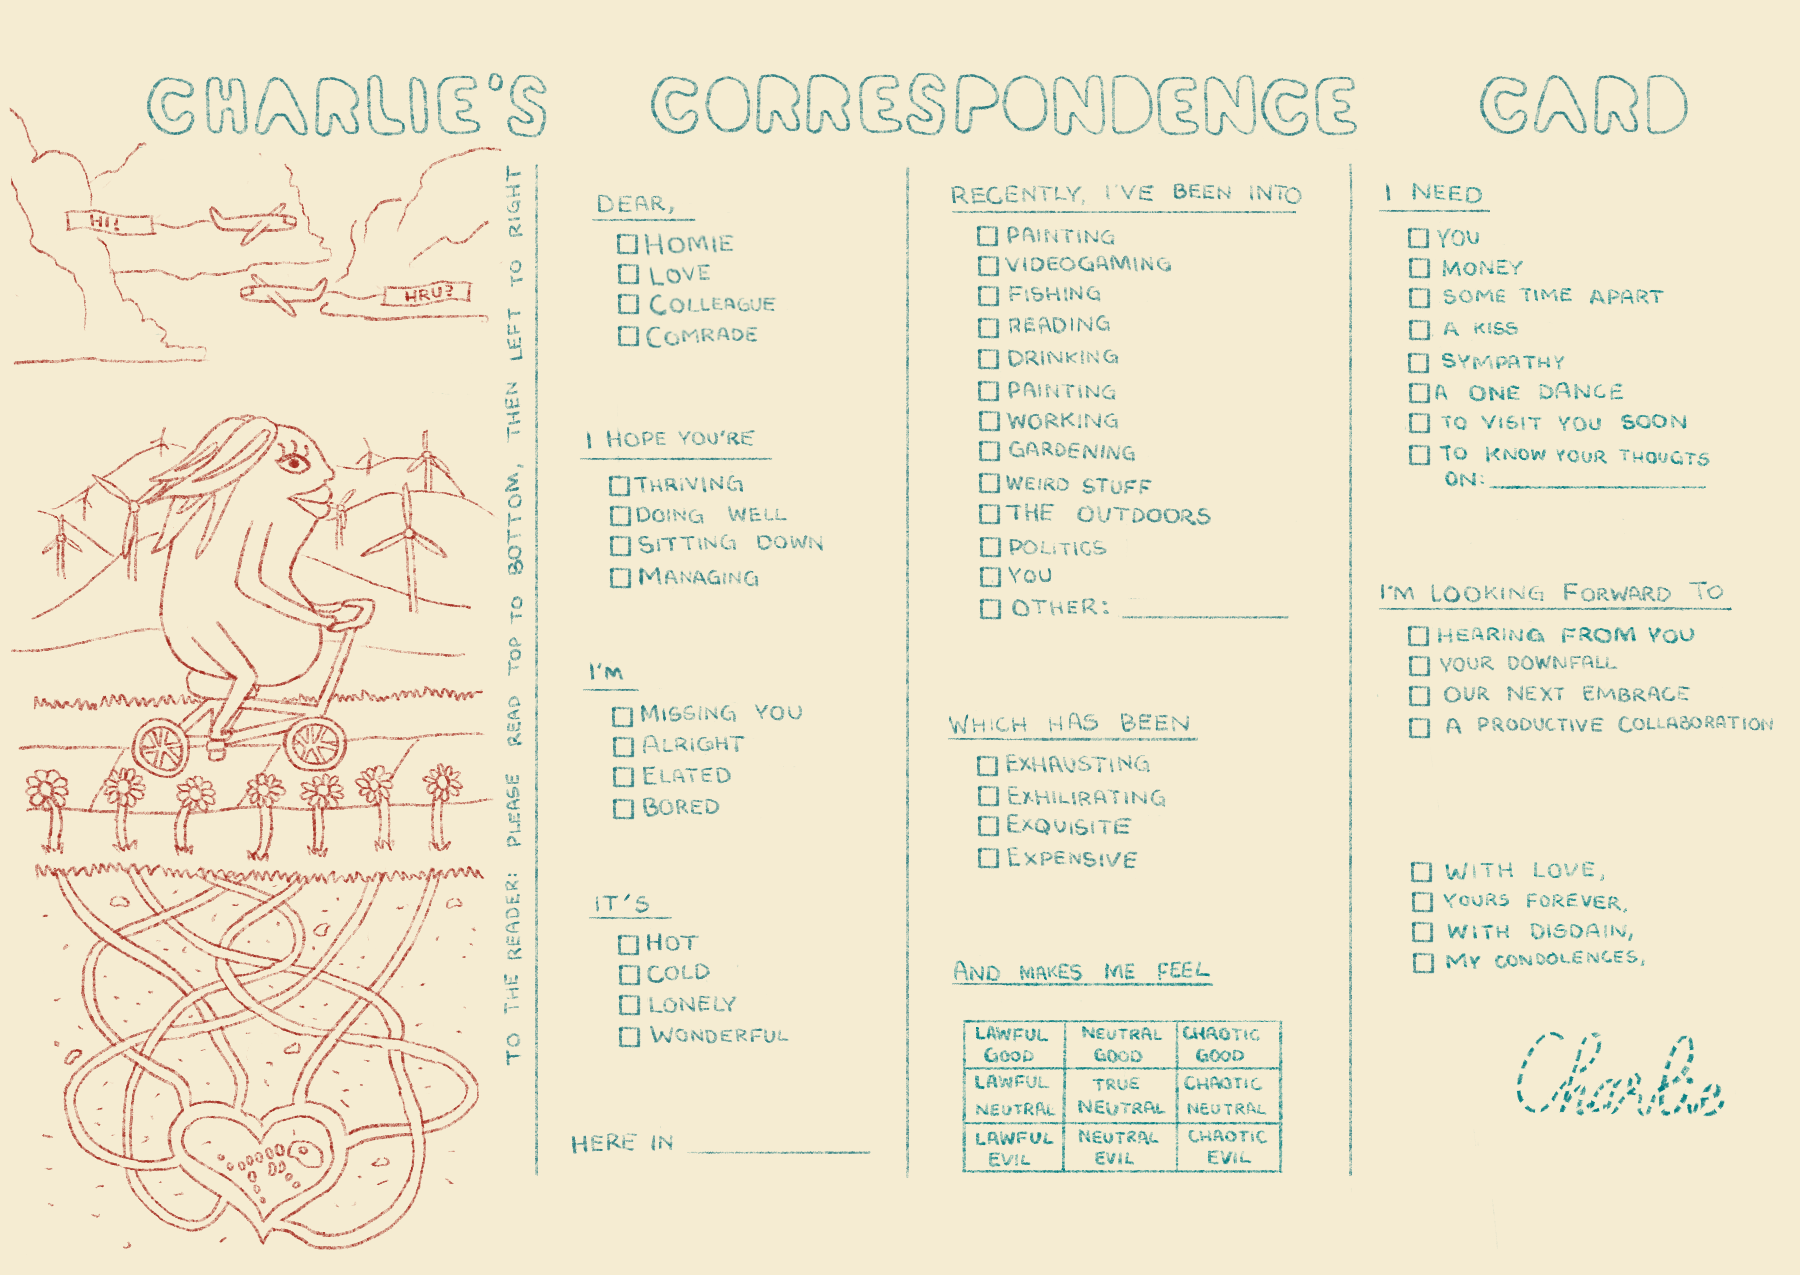 CHARLIE'S CORRESPONDENCE CARD
HI!
HRU?
TO THE READER: PLEASE READ TOP TO BOTTOM, THEN LEFT TO RIGHT
DEAR,
HOMIE
LOVE
COLLEAGUE
COMRADE
I HOPE YOU'RE
THRIVING
DOING WELL
SITTING DOWN
MANAGING
I'M
MISSING YOU
ALRIGHT
ELATED
BORED
IT'S
HOT
COLD
LONELY
WONDERFUL
HERE IN
RECENTLY, I'VE BEEN INTO
PAINTING
VIDEOGAMING
FISHING
READING
DRINKING
PAINTING
WORKING
GARDENING
WEIRD STUFF
THE OUTDOORS
POLITICS
YOU
OTHER:
WHICH HAS BEEN
EXHAUSTING
EXHILIRATING
EXQUISITE
EXPENSIVE
AND MAKES ME FEEL
LAWFUL GOOD
NEUTRAL GOOD
CHAOTIC GOOD
LAWFUL NEUTRAL
TRUE NEUTRAL
CHAOTIC NEUTRAL
LAWFUL EVIL
NEUTRAL EVIL
CHAOTIC EVIL
I NEED
YOU
MONEY
SOME TIME APART
A KISS
SYMPATHY
A ONE DANCE
TO VISIT YOU SOON
TO KNOW YOUR THOUGTS
ON:
I'M LOOKING FORWARD TO
HEARING FROM YOU
YOUR DOWNFALL
OUR NEXT EMBRACE
A PRODUCTIVE COLLABORATION
WITH LOVE,
YOURS FOREVER,
WITH DISDAIN,
MY CONDOLENCES,
Charlie